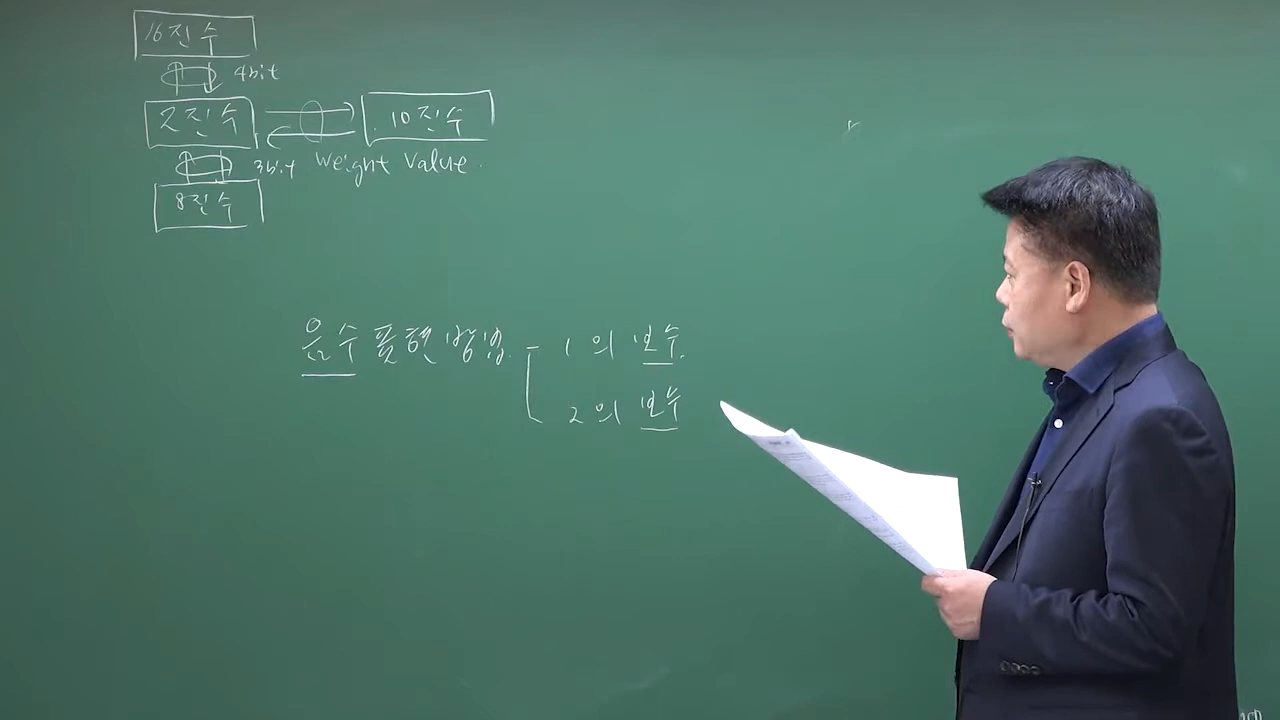 16진수
4bit
2진수 10진수
3bit Weight Value.
8진수
음수 표현 방법. - 1의 보수.
2의 보수